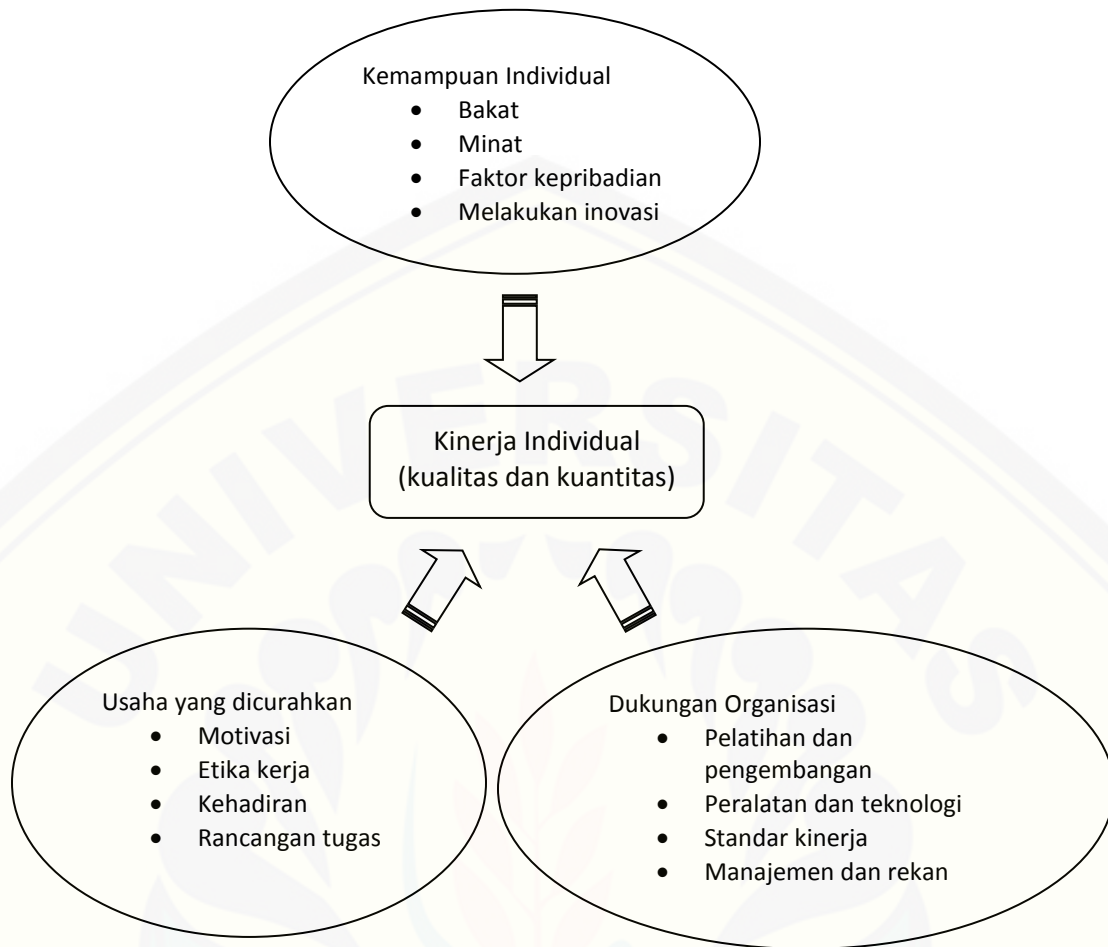 Kemampuan Individual
• Bakat
• Minat
• Faktor kepribadian
• Melakukan inovasi
Kinerja Individual
(kualitas dan kuantitas)
Usaha yang dicurahkan
• Motivasi
• Etika kerja
• Kehadiran
• Rancangan tugas
Dukungan Organisasi
• Pelatihan dan
pengembangan
• Peralatan dan teknologi
• Standar kinerja
• Manajemen dan rekan
UNIVERSITAS